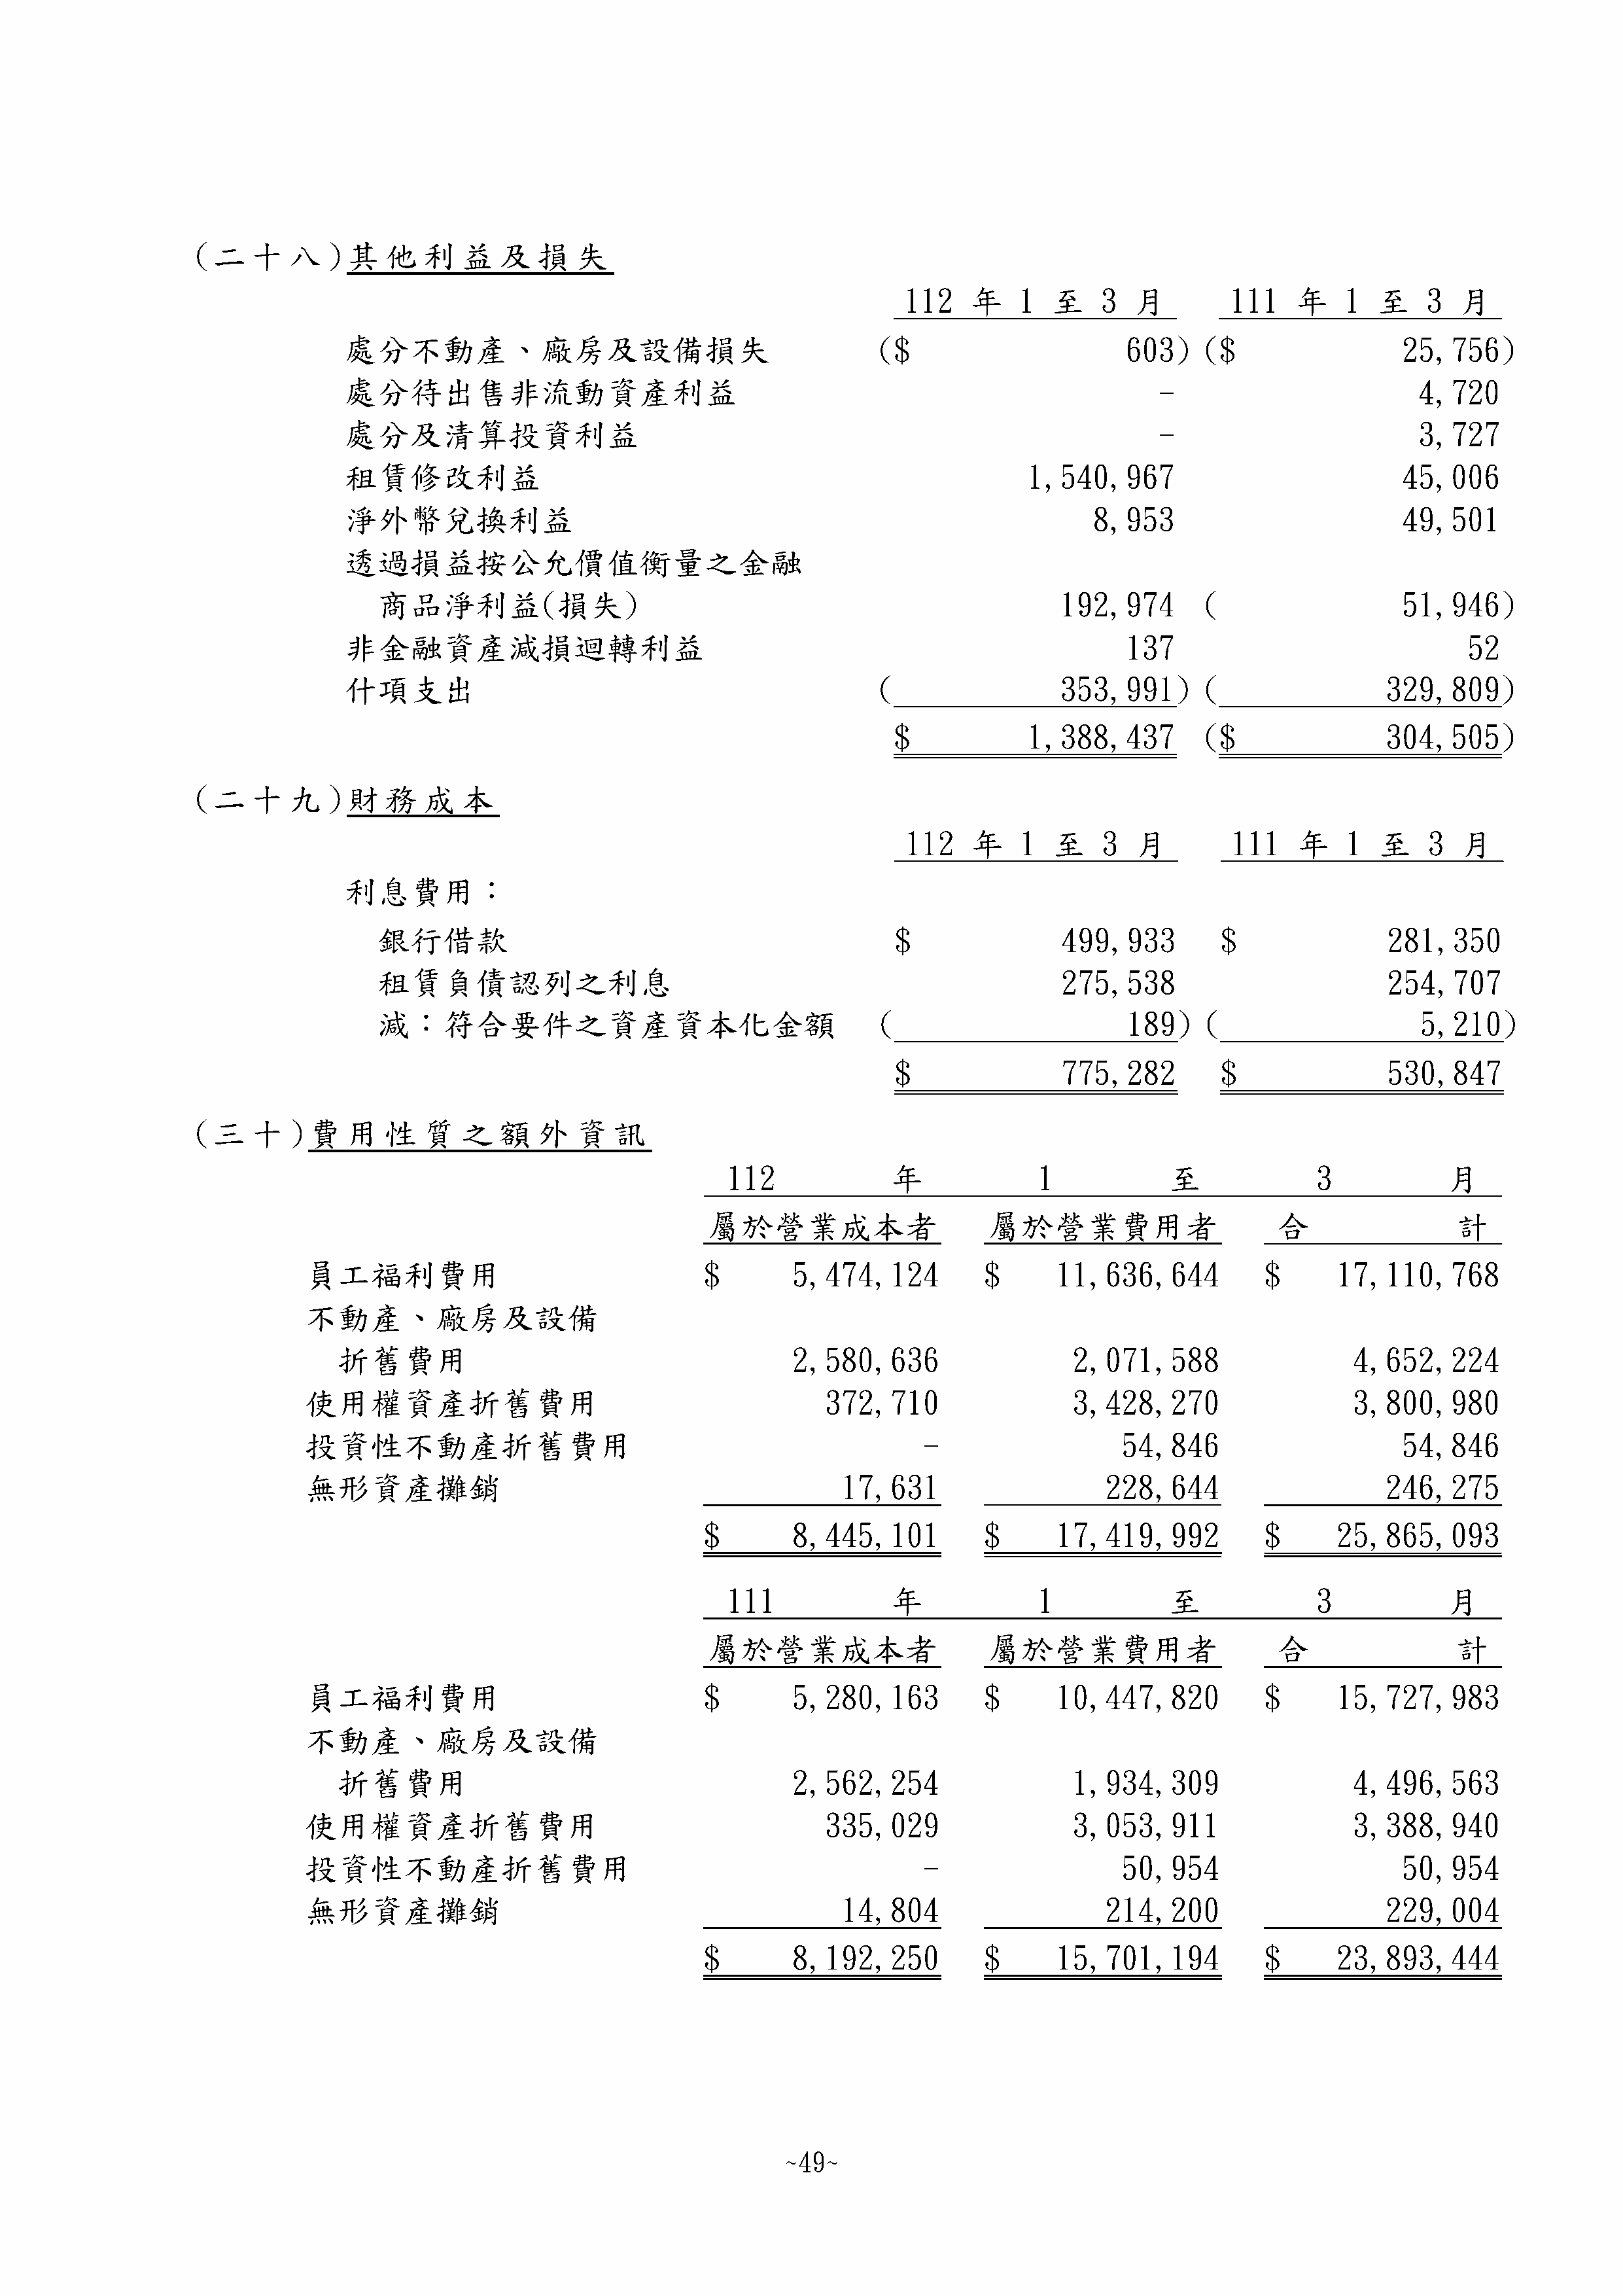 (二十八)其他利益及損失
112 年 1 至 3 月 111 年 1 至 3 月
處分不動產、廠房及設備損失 ($ 603) ($ 25,756)
處分待出售非流動資產利益 - 4,720
處分及清算投資利益 - 3,727
租賃修改利益 1,540,967 45,006
淨外幣兌換利益 8,953 49,501
透過損益按公允價值衡量之金融
商品淨利益(損失) 192,974 ( 51,946)
非金融資產減損迴轉利益 137 52
什項支出 ( 353,991) ( 329,809)
$ 1,388,437 ($ 304,505)
(二十九)財務成本
112 年 1 至 3 月 111 年 1 至 3 月
利息費用：
銀行借款 $ 499,933 $ 281,350
租賃負債認列之利息 275,538 254,707
減：符合要件之資產資本化金額 ( 189) ( 5,210)
$ 775,282 $ 530,847
(三十)費用性質之額外資訊
112 年 1 至 3 月
屬於營業成本者 屬於營業費用者 合 計
員工福利費用 $ 5,474,124 $ 11,636,644 $ 17,110,768
不動產、廠房及設備
折舊費用 2,580,636 2,071,588 4,652,224
使用權資產折舊費用 372,710 3,428,270 3,800,980
投資性不動產折舊費用 - 54,846 54,846
無形資產攤銷 17,631 228,644 246,275
$ 8,445,101 $ 17,419,992 $ 25,865,093
111 年 1 至 3 月
屬於營業成本者 屬於營業費用者 合 計
員工福利費用 $ 5,280,163 $ 10,447,820 $ 15,727,983
不動產、廠房及設備
折舊費用 2,562,254 1,934,309 4,496,563
使用權資產折舊費用 335,029 3,053,911 3,388,940
投資性不動產折舊費用 - 50,954 50,954
無形資產攤銷 14,804 214,200 229,004
$ 8,192,250 $ 15,701,194 $ 23,893,444
~49~